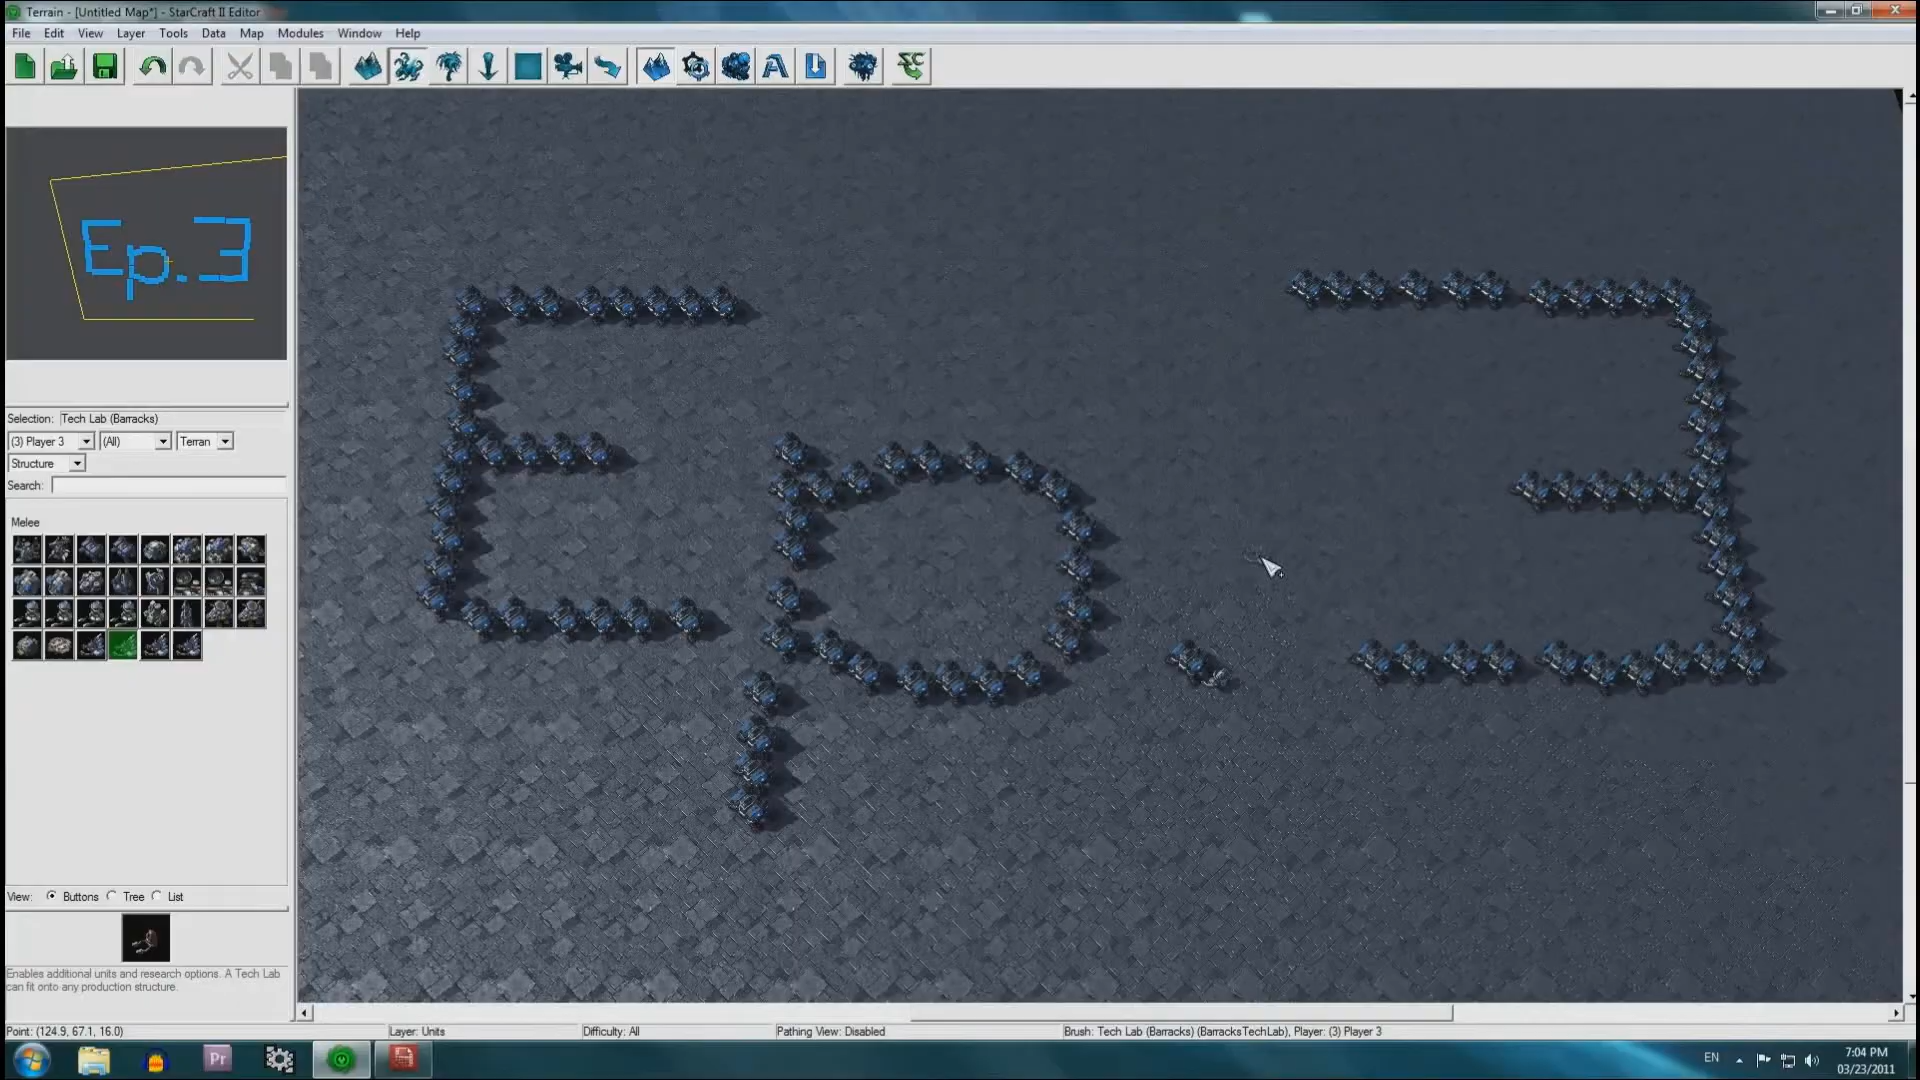 Terrain - [Untitled Map*] - StarCraft II Editor
File Edit View Layer Tools Data Map Modules Window Help
Ep.3
Selection: Tech Lab (Barracks)
(3) Player 3 (All) Terran
Structure
Search:
Melee
Ep.3
View: Buttons Tree List
Enables additional units and research options. A Tech Lab
can fit onto any production structure.
Point: (124.9, 67.1, 16.0) Layer: Units Difficulty: All Pathing View: Disabled Brush: Tech Lab (Barracks) (BarracksTechLab), Player: (3) Player 3
Pr EN 7:04 PM
03/23/2011